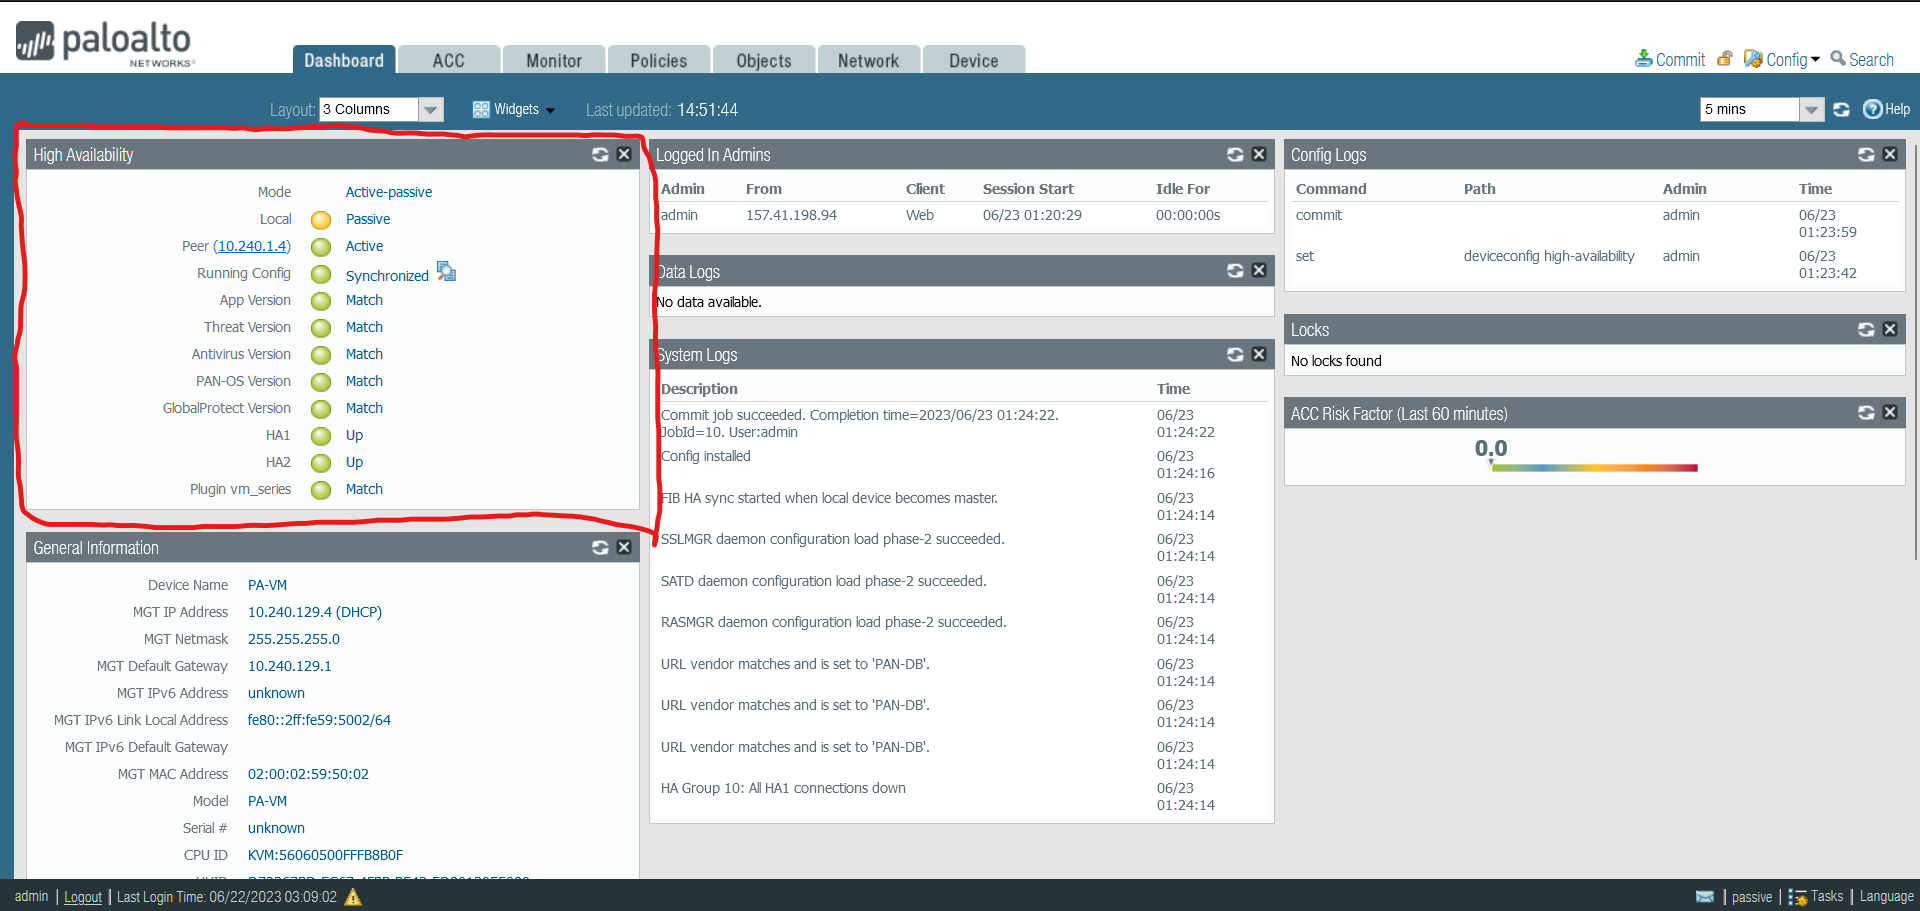 paloalto
NETWORKS
Dashboard ACC Monitor Policies Objects Network Device
Commit Config Search
Layout: 3 Columns Widgets Last updated: 14:51:44 5 mins Help
High Availability
Mode Active-passive
Local Passive
Peer (10.240.1.4) Active
Running Config Synchronized
App Version Match
Threat Version Match
Antivirus Version Match
PAN-OS Version Match
GlobalProtect Version Match
HA1 Up
HA2 Up
Plugin vm_series Match
General Information
Device Name PA-VM
MGT IP Address 10.240.129.4 (DHCP)
MGT Netmask 255.255.255.0
MGT Default Gateway 10.240.129.1
MGT IPv6 Address unknown
MGT IPv6 Link Local Address fe80::2ff:fe59:5002/64
MGT IPv6 Default Gateway
MGT MAC Address 02:00:02:59:50:02
Model PA-VM
Serial # unknown
CPU ID KVM:56060500FFFB8B0F
Logged In Admins
Admin From Client Session Start Idle For
admin 157.41.198.94 Web 06/23 01:20:29 00:00:00s
Data Logs
No data available.
System Logs
Description Time
Commit job succeeded. Completion time=2023/06/23 01:24:22. 06/23
JobId=10. User:admin 01:24:22
Config installed 06/23
01:24:16
FIB HA sync started when local device becomes master. 06/23
01:24:14
SSLMGR daemon configuration load phase-2 succeeded. 06/23
01:24:14
SATD daemon configuration load phase-2 succeeded. 06/23
01:24:14
RASMGR daemon configuration load phase-2 succeeded. 06/23
01:24:14
URL vendor matches and is set to 'PAN-DB'. 06/23
01:24:14
URL vendor matches and is set to 'PAN-DB'. 06/23
01:24:14
URL vendor matches and is set to 'PAN-DB'. 06/23
01:24:14
HA Group 10: All HA1 connections down 06/23
01:24:14
Config Logs
Command Path Admin Time
commit admin 06/23
01:23:59
set deviceconfig high-availability admin 06/23
01:23:42
Locks
No locks found
ACC Risk Factor (Last 60 minutes)
0.0
admin | Logout | Last Login Time: 06/22/2023 03:09:02 | passive | Tasks | Language